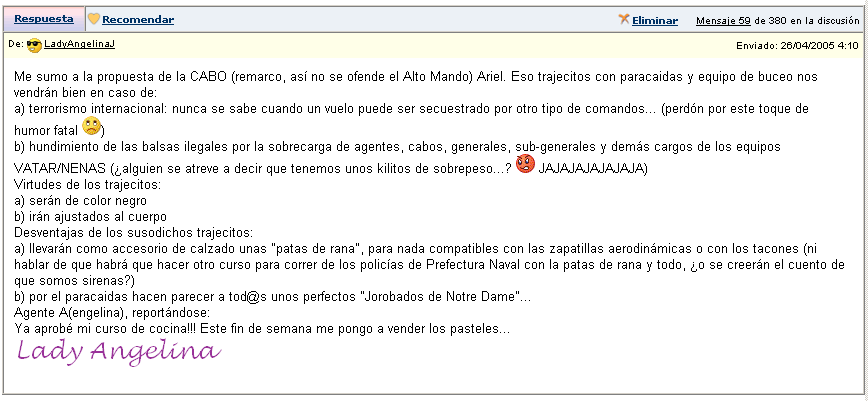 Respuesta Recomendar Eliminar Mensaje 59 de 380 en la discusión
De: LadyAngelinaJ Enviado: 26/04/2005 4:10
Me sumo a la propuesta de la CABO (remarco, así no se ofende el Alto Mando) Ariel. Eso trajecitos con paracaidas y equipo de buceo nos
vendrán bien en caso de:
a) terrorismo internacional: nunca se sabe cuando un vuelo puede ser secuestrado por otro tipo de comandos... (perdón por este toque de
humor fatal )
b) hundimiento de las balsas ilegales por la sobrecarga de agentes, cabos, generales, sub-generales y demás cargos de los equipos
VATAR/NENAS (¿alguien se atreve a decir que tenemos unos kilitos de sobrepeso...? JAJAJAJAJAJAJA)
Virtudes de los trajecitos:
a) serán de color negro
b) irán ajustados al cuerpo
Desventajas de los susodichos trajecitos:
a) llevarán como accesorio de calzado unas "patas de rana", para nada compatibles con las zapatillas aerodinámicas o con los tacones (ni
hablar de que habrá que hacer otro curso para correr de los policías de Prefectura Naval con la patas de rana y todo, ¿o se creerán el cuento de
que somos sirenas?)
b) por el paracaidas hacen parecer a tod@s unos perfectos "Jorobados de Notre Dame"...
Agente A(engelina), reportándose:
Ya aprobé mi curso de cocina!!! Este fin de semana me pongo a vender los pasteles...
Lady Angelina